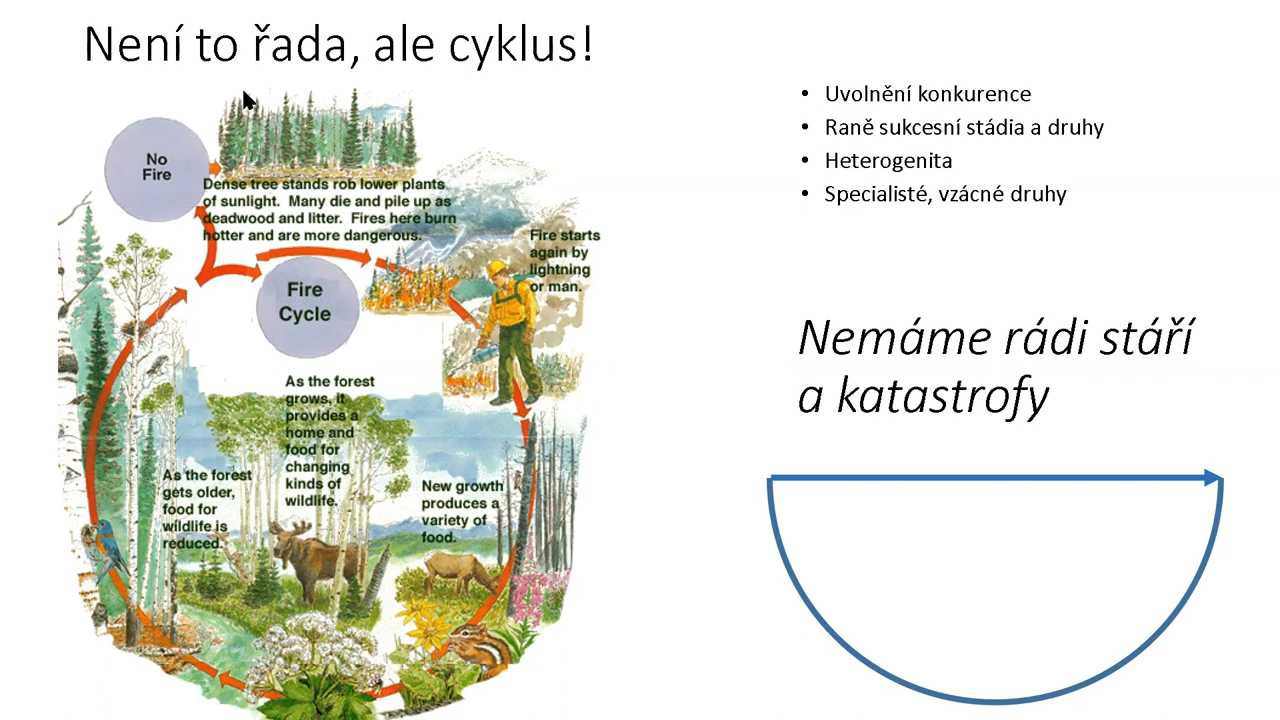 Není to řada, ale cyklus!
No
Fire
Dense tree stands rob lower plants
of sunlight. Many die and pile up as
deadwood and litter. Fires here burn
hotter and are more dangerous.
Fire starts
again by
lightning
or man.
Fire
Cycle
As the forest
grows, it
provides a
home and
food for
changing
kinds of
wildlife.
As the forest
gets older,
food for
wildlife is
reduced.
New growth
produces a
variety of
food.
• Uvolnění konkurence
• Raně sukcesní stádia a druhy
• Heterogenita
• Specialisté, vzácné druhy
Nemáme rádi stáří
a katastrofy